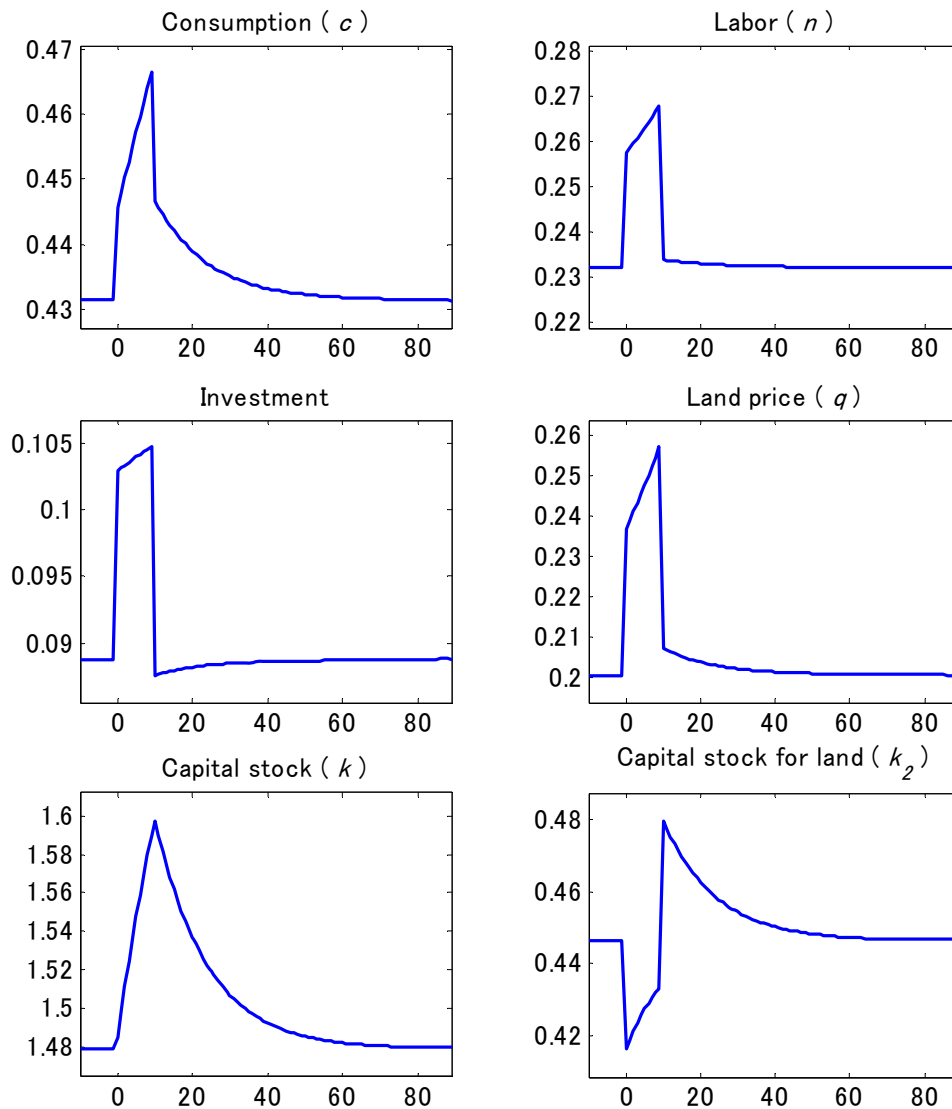 Consumption ( c )
0.47
0.46
0.45
0.44
0.43
0 20 40 60 80
Labor ( n )
0.28
0.27
0.26
0.25
0.24
0.23
0.22
0 20 40 60 80
Investment
0.105
0.1
0.095
0.09
0 20 40 60 80
Land price ( q )
0.26
0.25
0.24
0.23
0.22
0.21
0.2
0 20 40 60 80
Capital stock ( k )
1.6
1.58
1.56
1.54
1.52
1.5
1.48
0 20 40 60 80
Capital stock for land ( k2 )
0.48
0.46
0.44
0.42
0 20 40 60 80